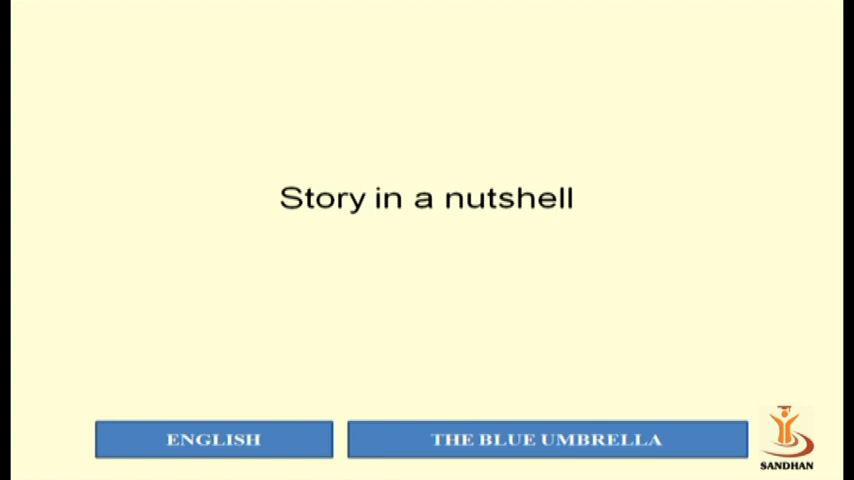 Story in a nutshell
ENGLISH
THE BLUE UMBRELLA
SANDHAN